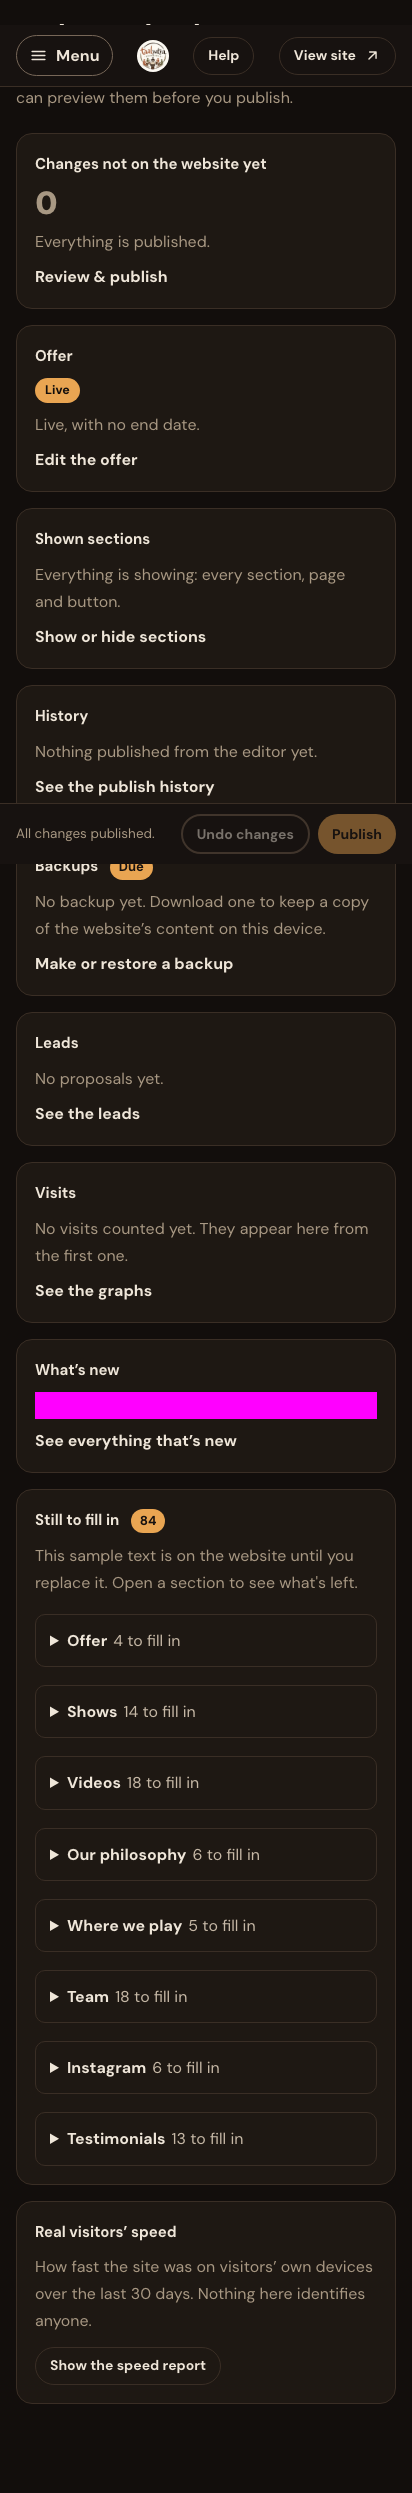 Menu
Help
View site
can preview them before you publish.
Changes not on the website yet
0
Everything is published.
Review & publish
Offer
Live
Live, with no end date.
Edit the offer
Shown sections
Everything is showing: every section, page
and button.
Show or hide sections
History
Nothing published from the editor yet.
See the publish history
All changes published.
Undo changes
Publish
Backups
Due
No backup yet. Download one to keep a copy
of the website’s content on this device.
Make or restore a backup
Leads
No proposals yet.
See the leads
Visits
No visits counted yet. They appear here from
the first one.
See the graphs
What’s new
See everything that’s new
Still to fill in 84
This sample text is on the website until you
replace it. Open a section to see what's left.
Offer 4 to fill in
Shows 14 to fill in
Videos 18 to fill in
Our philosophy 6 to fill in
Where we play 5 to fill in
Team 18 to fill in
Instagram 6 to fill in
Testimonials 13 to fill in
Real visitors’ speed
How fast the site was on visitors’ own devices
over the last 30 days. Nothing here identifies
anyone.
Show the speed report